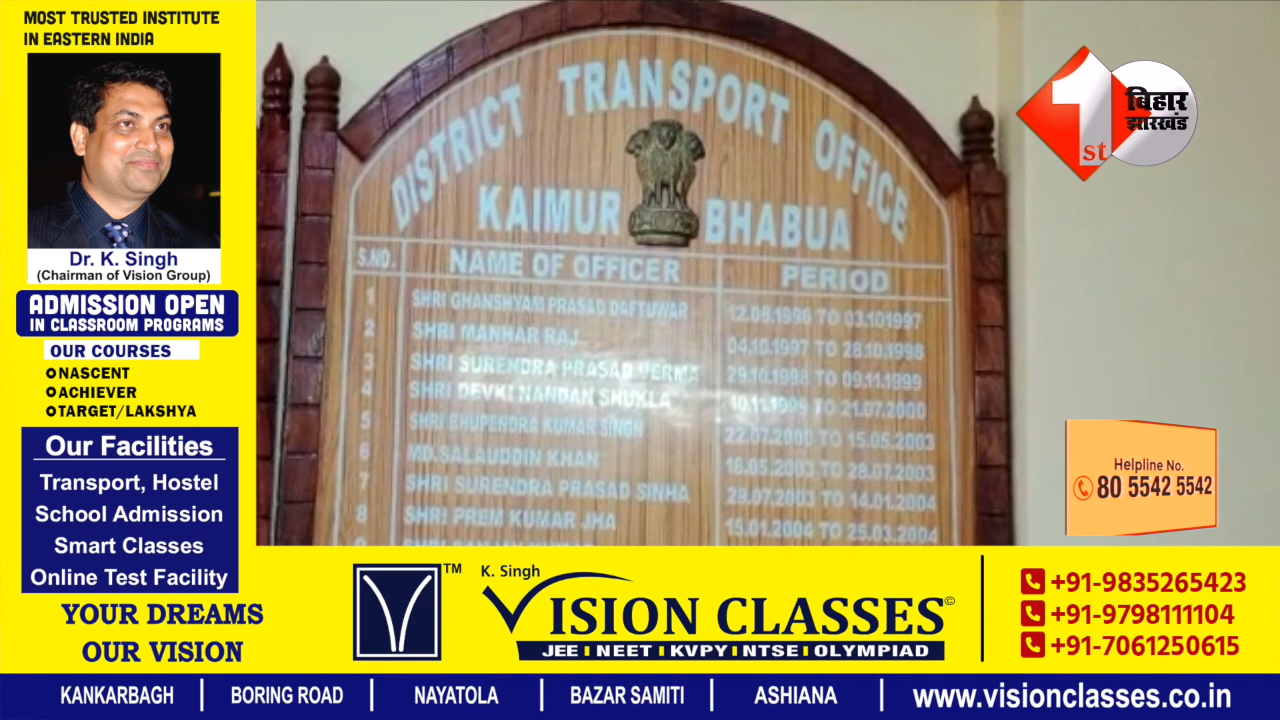 MOST TRUSTED INSTITUTE
IN EASTERN INDIA
Dr. K. Singh
(Chairman of Vision Group)
ADMISSION OPEN
IN CLASSROOM PROGRAMS
OUR COURSES
NASCENT
ACHIEVER
TARGET/LAKSHYA
Our Facilities
Transport, Hostel
School Admission
Smart Classes
Online Test Facility
YOUR DREAMS
OUR VISION
DISTRICT TRANSPORT OFFICE
KAIMUR BHABUA
S.NO. NAME OF OFFICER PERIOD
1 SHRI GHANSHYAM PRASAD DAFTUWAR 12.08.1996 TO 03.101997
2 SHRI MANHAR RAJ 04.10.1997 TO 28.10.1998
3 SHRI SURENDRA PRASAD VERMA 29.10.1998 TO 09.11.1999
4 SHRI DEVKI NANDAN SHUKLA 10.11.1999 TO 21.07.2000
5 SHRI BHUPENDRA KUMAR SINGH 22.07.2000 TO 15.05.2003
6 MD.SALAUDDIN KHAN 16.05.2003 TO 28.07.2003
7 SHRI SURENDRA PRASAD SINHA 29.07.2003 TO 14.01.2004
8 SHRI PREM KUMAR JHA 15.01.2004 TO 25.03.2004
1st
बिहार
झारखंड
Helpline No.
80 5542 5542
TM
K. Singh
VISION CLASSES©
JEE NEET KVPY NTSE OLYMPIAD
+91-9835265423
+91-9798111104
+91-7061250615
KANKARBAGH BORING ROAD NAYATOLA BAZAR SAMITI ASHIANA www.visionclasses.co.in